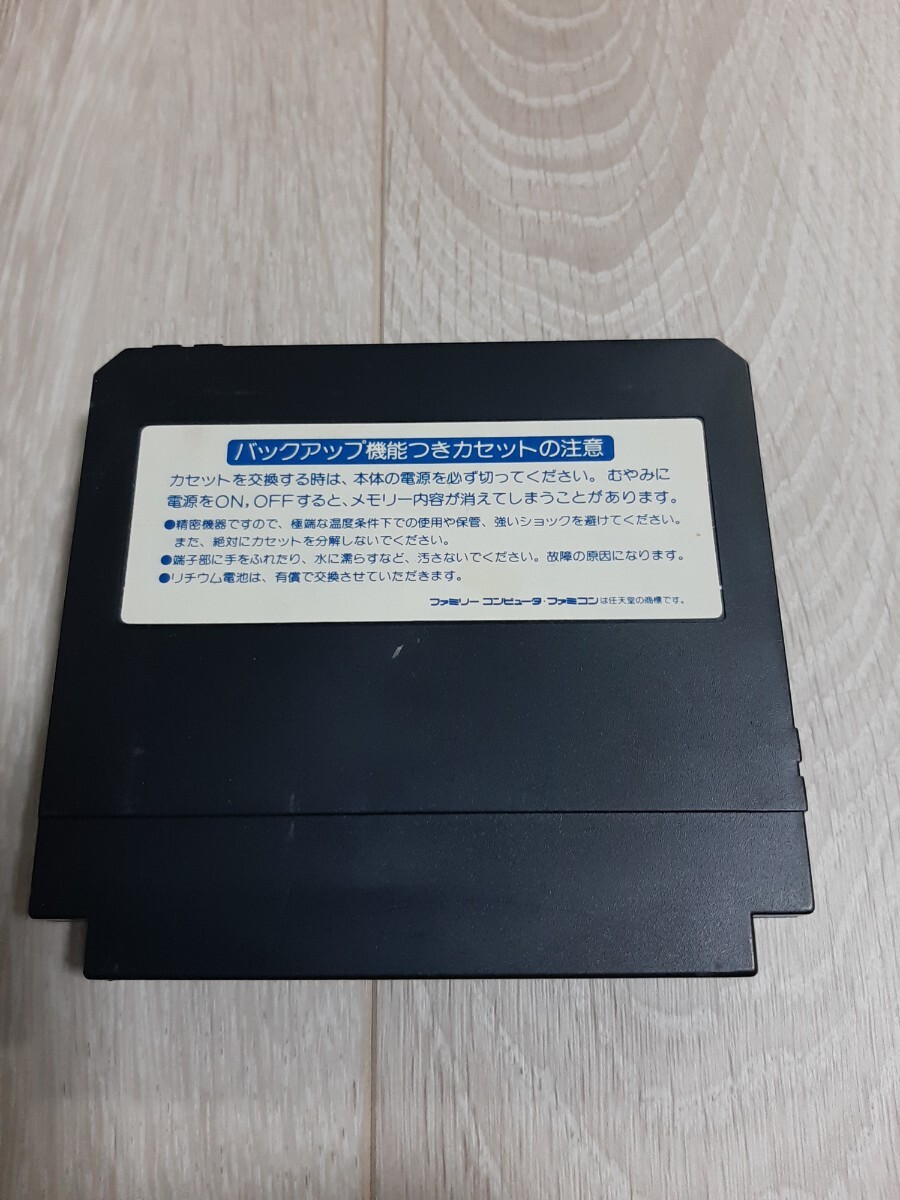 バックアップ機能つきカセットの注意
カセットを交換する時は、本体の電源を必ず切ってください。むやみに
電源をON, OFFすると、メモリー内容が消えてしまうことがあります。
●精密機器ですので、極端な温度条件下での使用や保管、強いショックを避けてください。
また、絶対にカセットを分解しないでください。
●端子部に手をふれたり、水に濡らすなど、汚さないでください。故障の原因になります。
●リチウム電池は、有償で交換させていただきます。
ファミリー コンピュータ・ファミコンは任天堂の商標です。